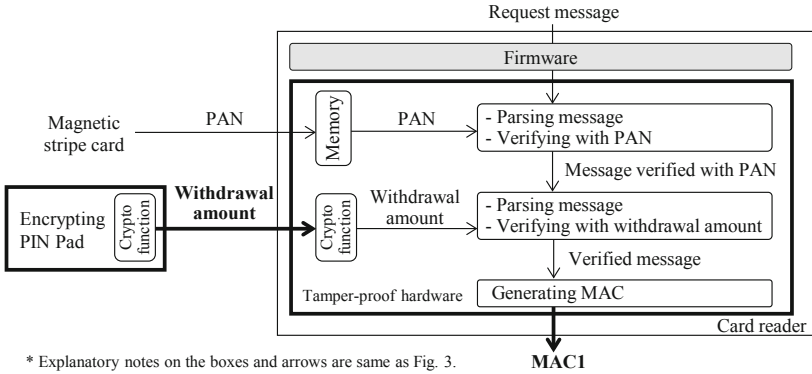 Request message
Firmware
Magnetic
stripe card
PAN
Memory
PAN
- Parsing message
- Verifying with PAN
Message verified with PAN
Encrypting
PIN Pad
Crypto
function
Withdrawal
amount
Crypto
function
Withdrawal
amount
- Parsing message
- Verifying with withdrawal amount
Verified message
Tamper-proof hardware
Generating MAC
Card reader
* Explanatory notes on the boxes and arrows are same as Fig. 3.
MAC1